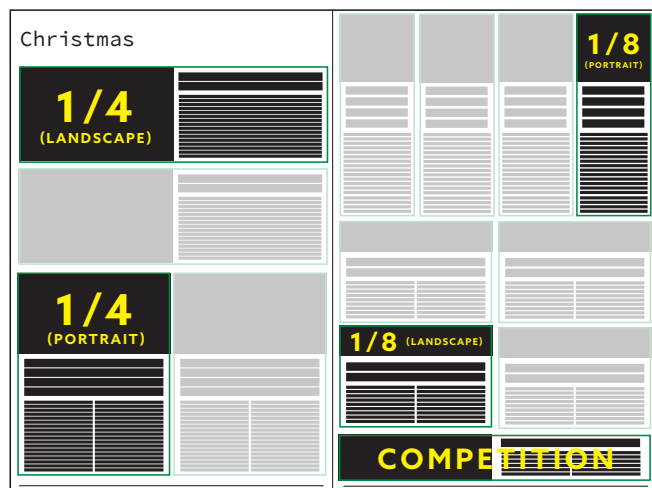 Christmas
1/4
(LANDSCAPE)
1/4
(PORTRAIT)
1/8
(PORTRAIT)
1/8 (LANDSCAPE)
COMPETITION